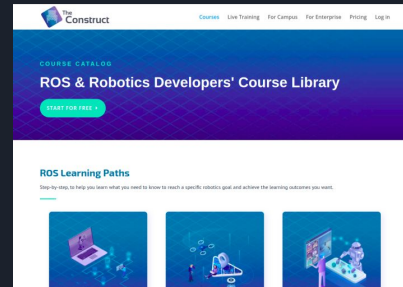 The
Construct
Courses Live Training For Campus For Enterprise Pricing Log in
COURSE CATALOG
ROS & Robotics Developers' Course Library
START FOR FREE +
ROS Learning Paths
Step-by-step, to help you learn what you need to know to reach a specific robotics goal and achieve the learning outcomes you want.